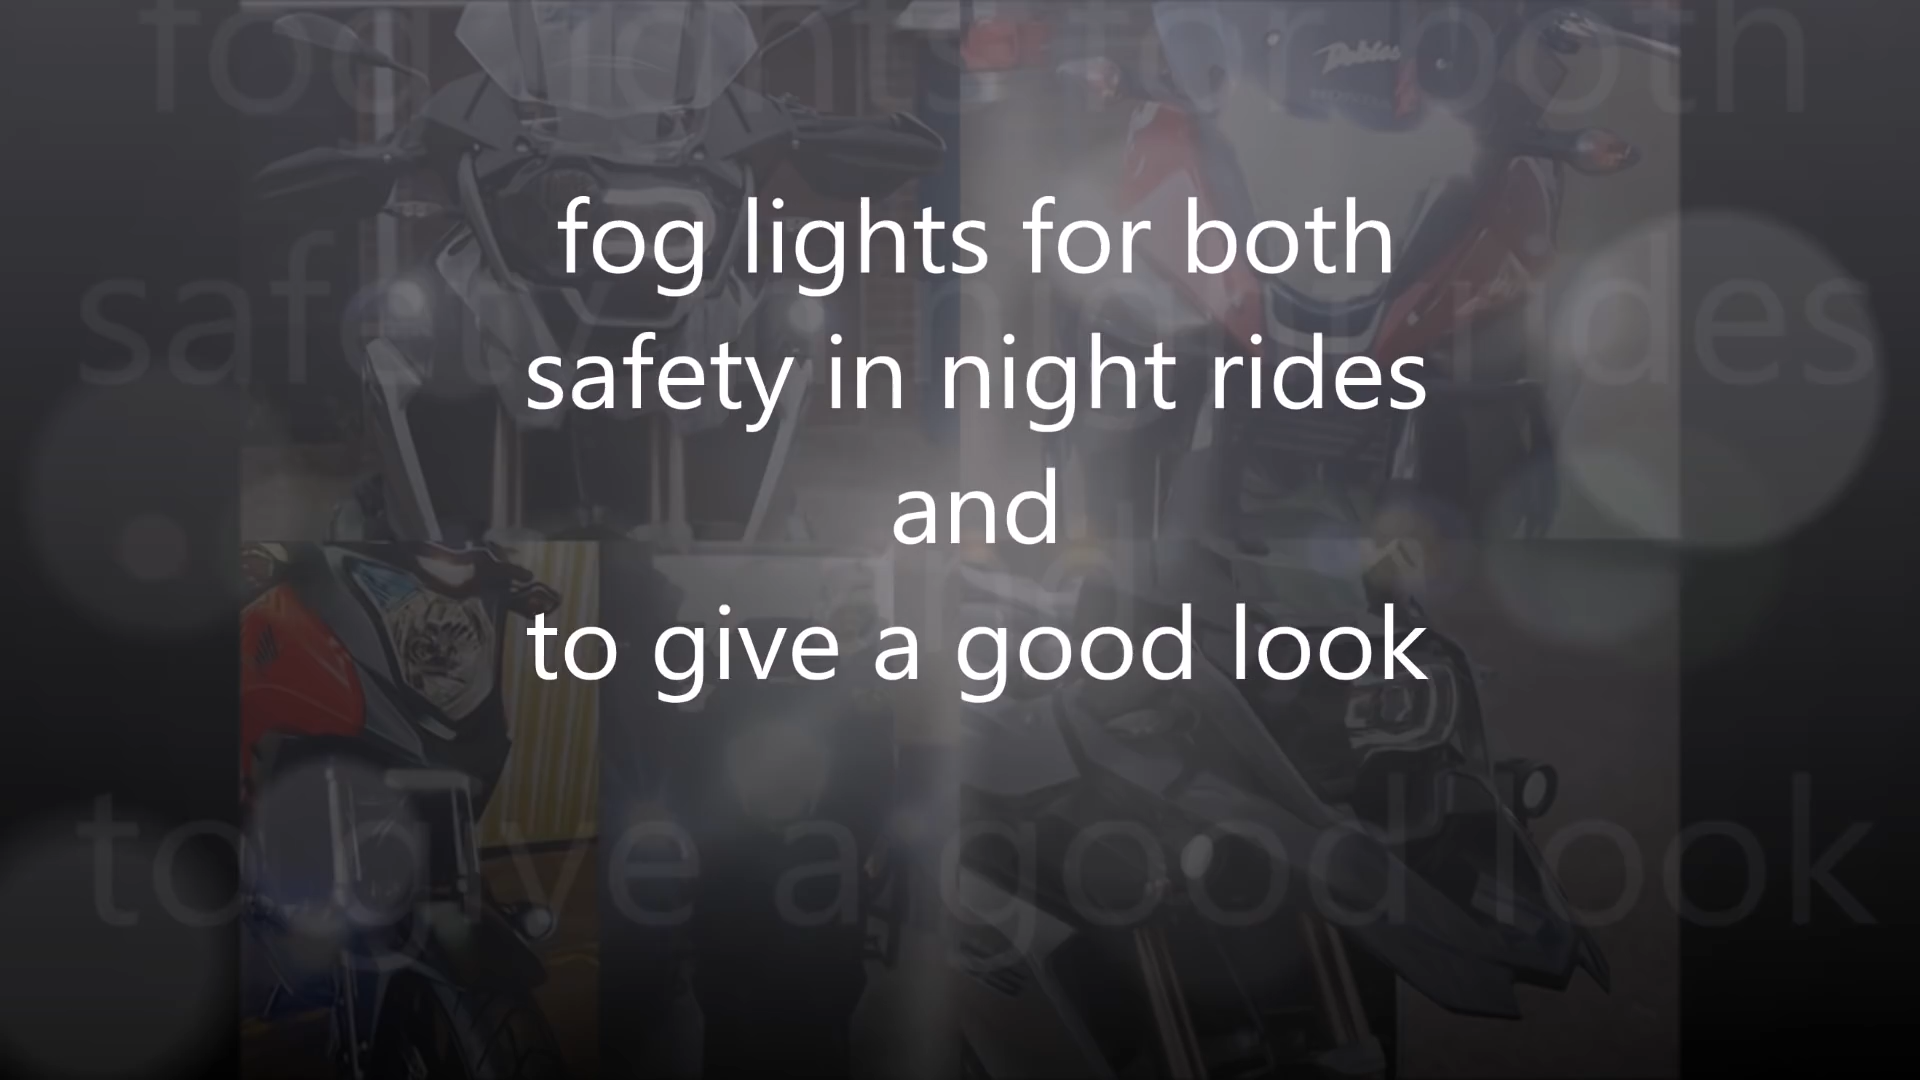 fog lights for both
safety in night rides
and
to give a good look